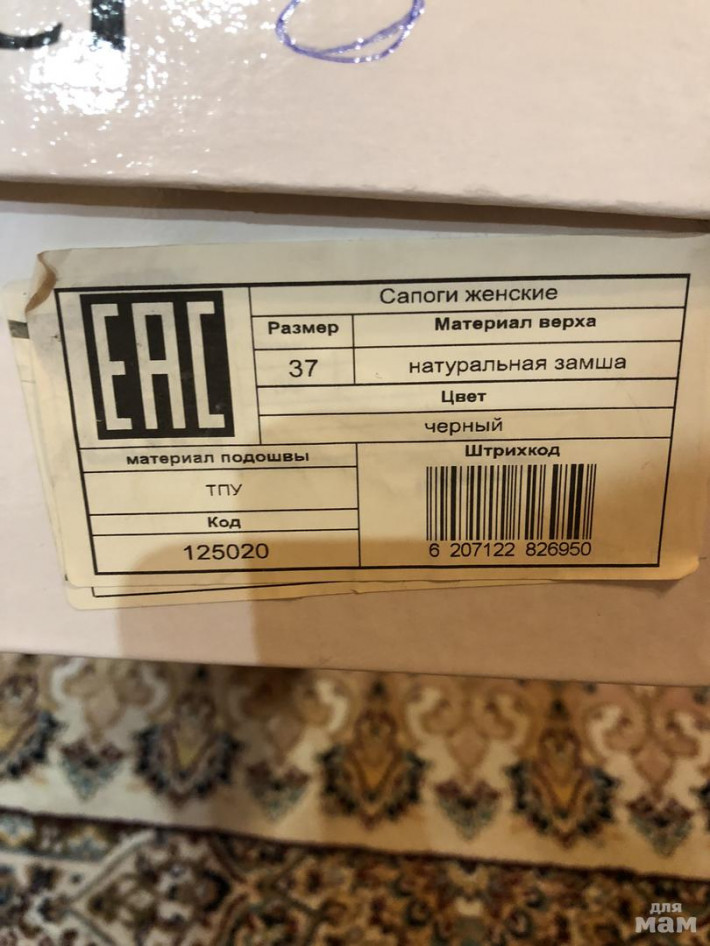 EAC
Сапоги женские
Размер
Материал верха
37
натуральная замша
Цвет
черный
материал подошвы
Штрихкод
ТПУ
Код
125020
6 207122 826950
для
мам